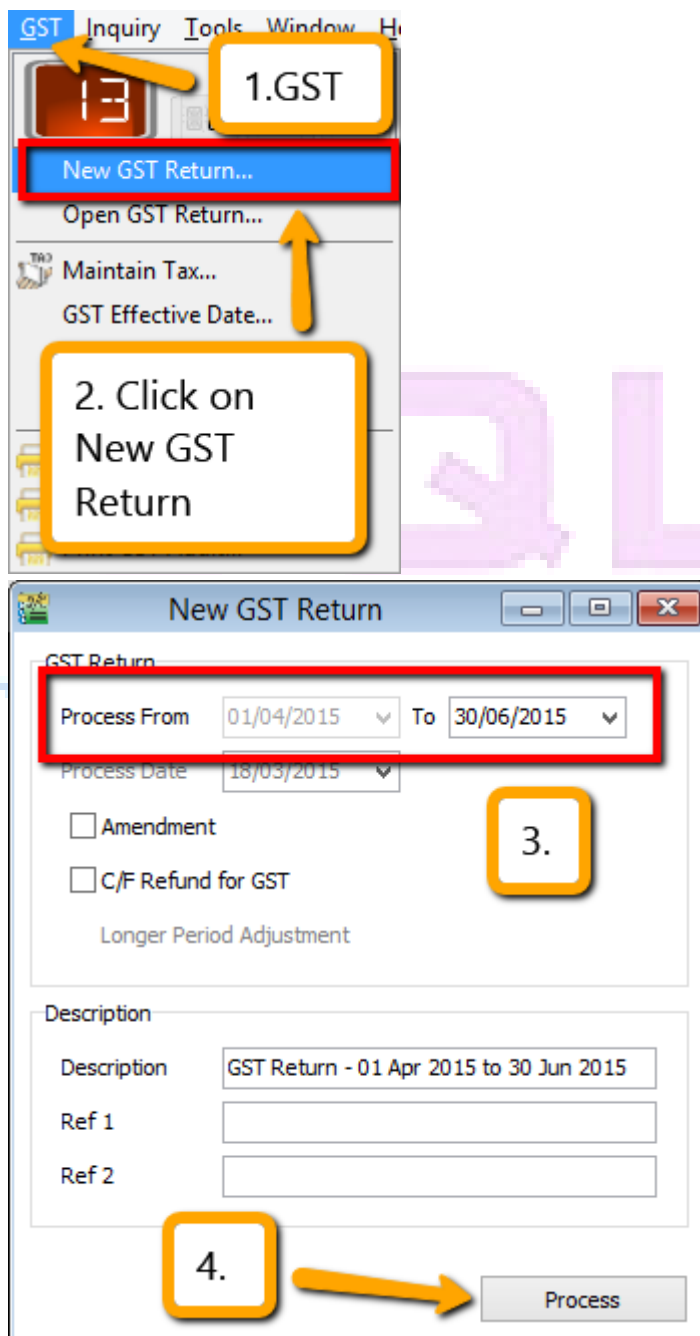 GST Inquiry Tools Window
1.GST
13
New GST Return...
Open GST Return...
TAX
Maintain Tax...
GST Effective Date...
2. Click on
New GST
Return
QL
New GST Return
GST Return
Process From 01/04/2015 To 30/06/2015
Process Date 18/03/2015
Amendment
3.
C/F Refund for GST
Longer Period Adjustment
Description
Description GST Return - 01 Apr 2015 to 30 Jun 2015
Ref 1
Ref 2
4.
Process